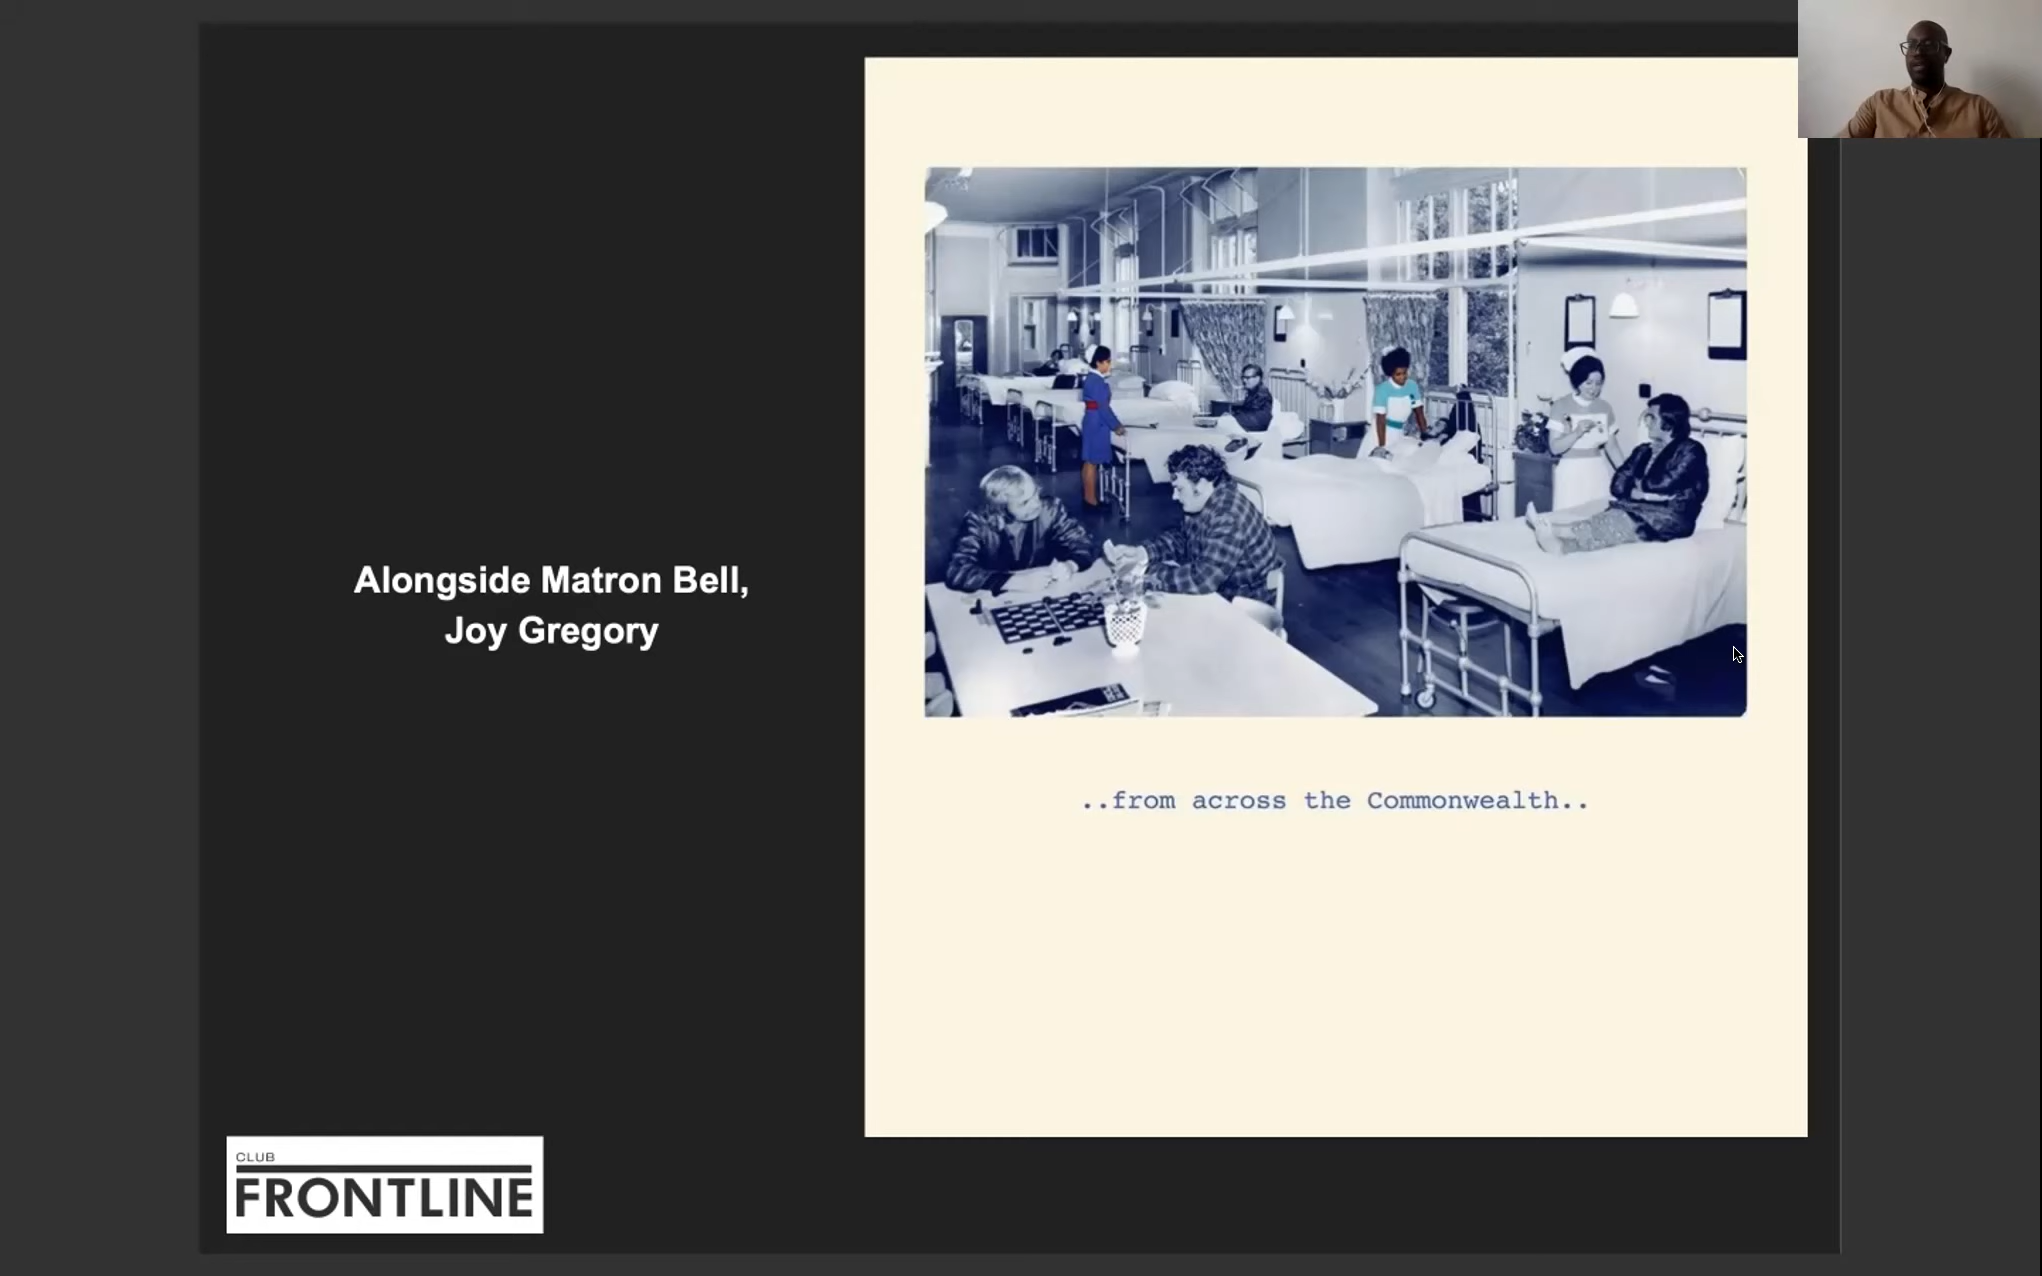 Alongside Matron Bell,
Joy Gregory
..from across the Commonwealth..
CLUB
FRONTLINE